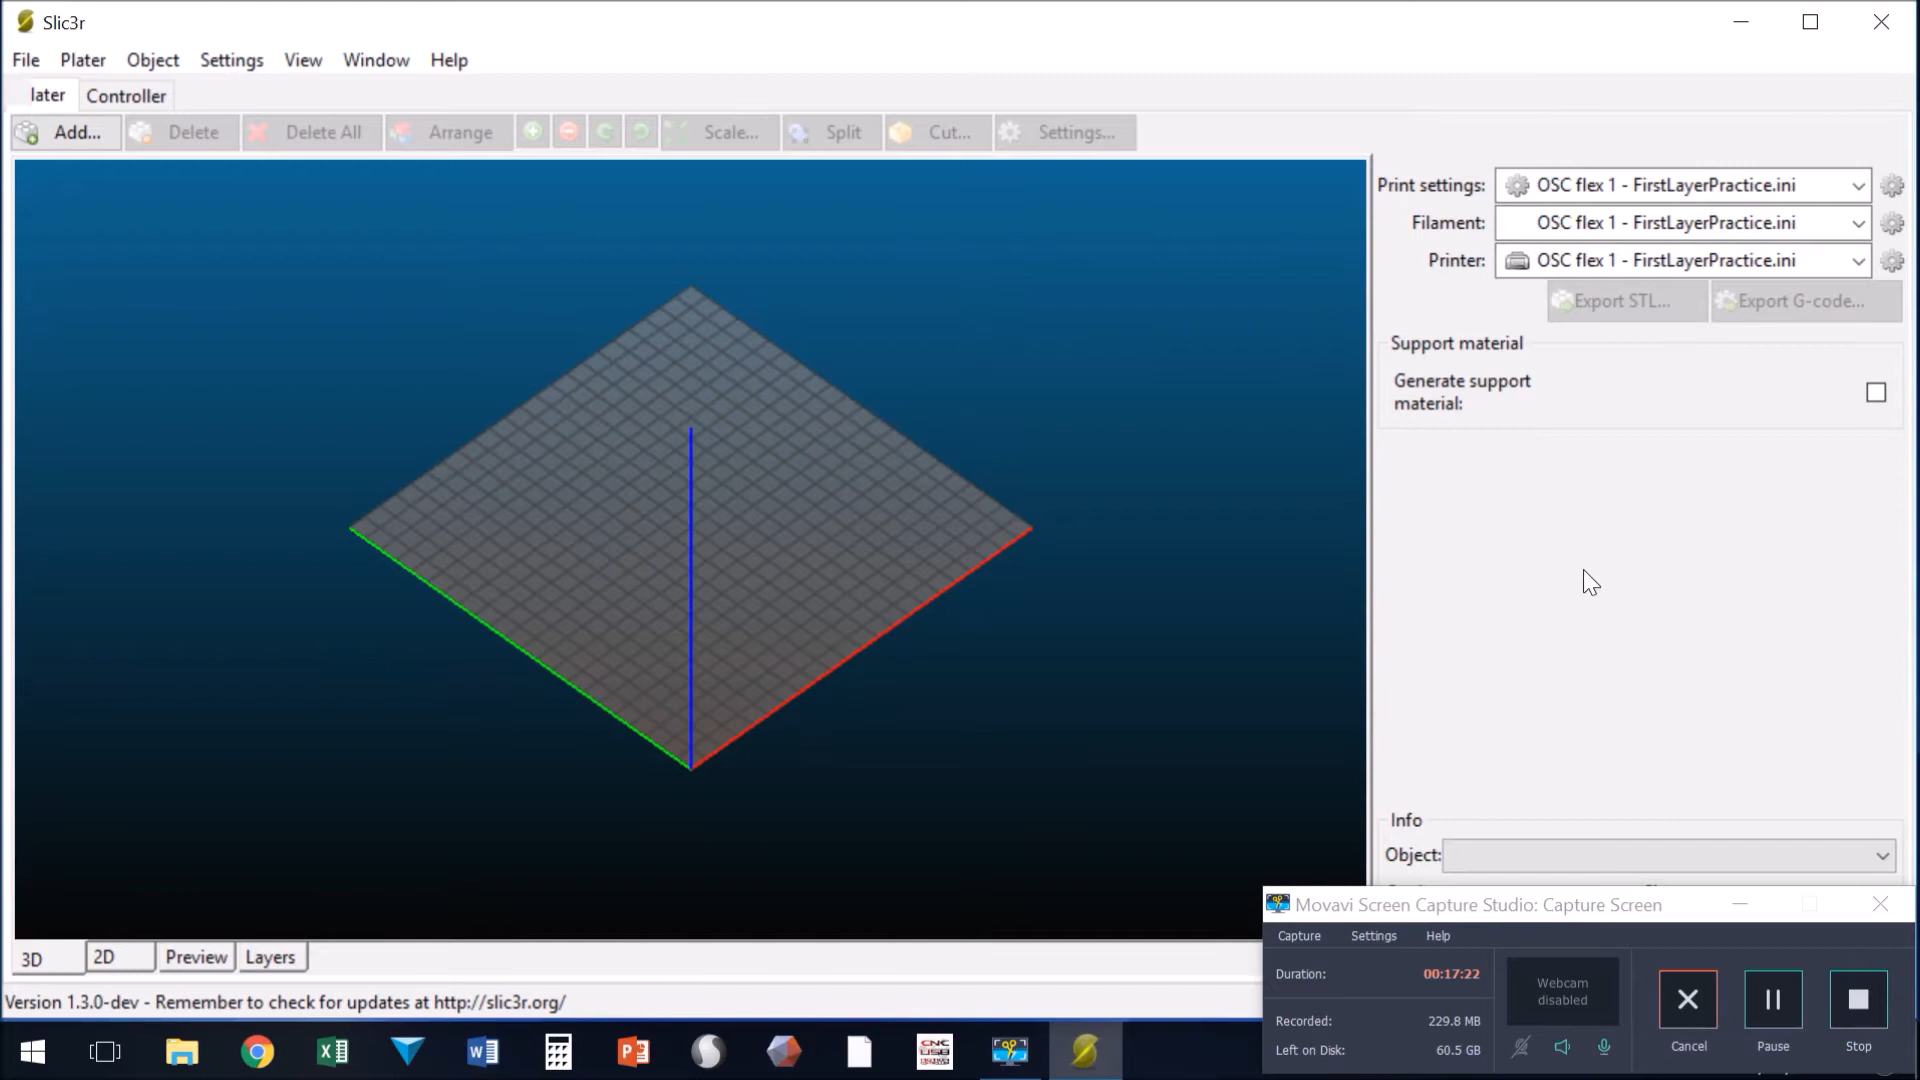 Slic3r
File Plater Object Settings View Window Help
later Controller
Add... Delete Delete All Arrange Scale... Split Cut... Settings...
Print settings: OSC flex 1 - FirstLayerPractice.ini
Filament: OSC flex 1 - FirstLayerPractice.ini
Printer: OSC flex 1 - FirstLayerPractice.ini
Export STL... Export G-code...
Support material
Generate support
material:
Info
Object:
Movavi Screen Capture Studio: Capture Screen
Capture Settings Help
Duration: 00:17:22
Webcam
disabled
Recorded: 229.8 MB
Left on Disk: 60.5 GB
Cancel Pause Stop
3D 2D Preview Layers
Version 1.3.0-dev - Remember to check for updates at http://slic3r.org/
CNC
USB